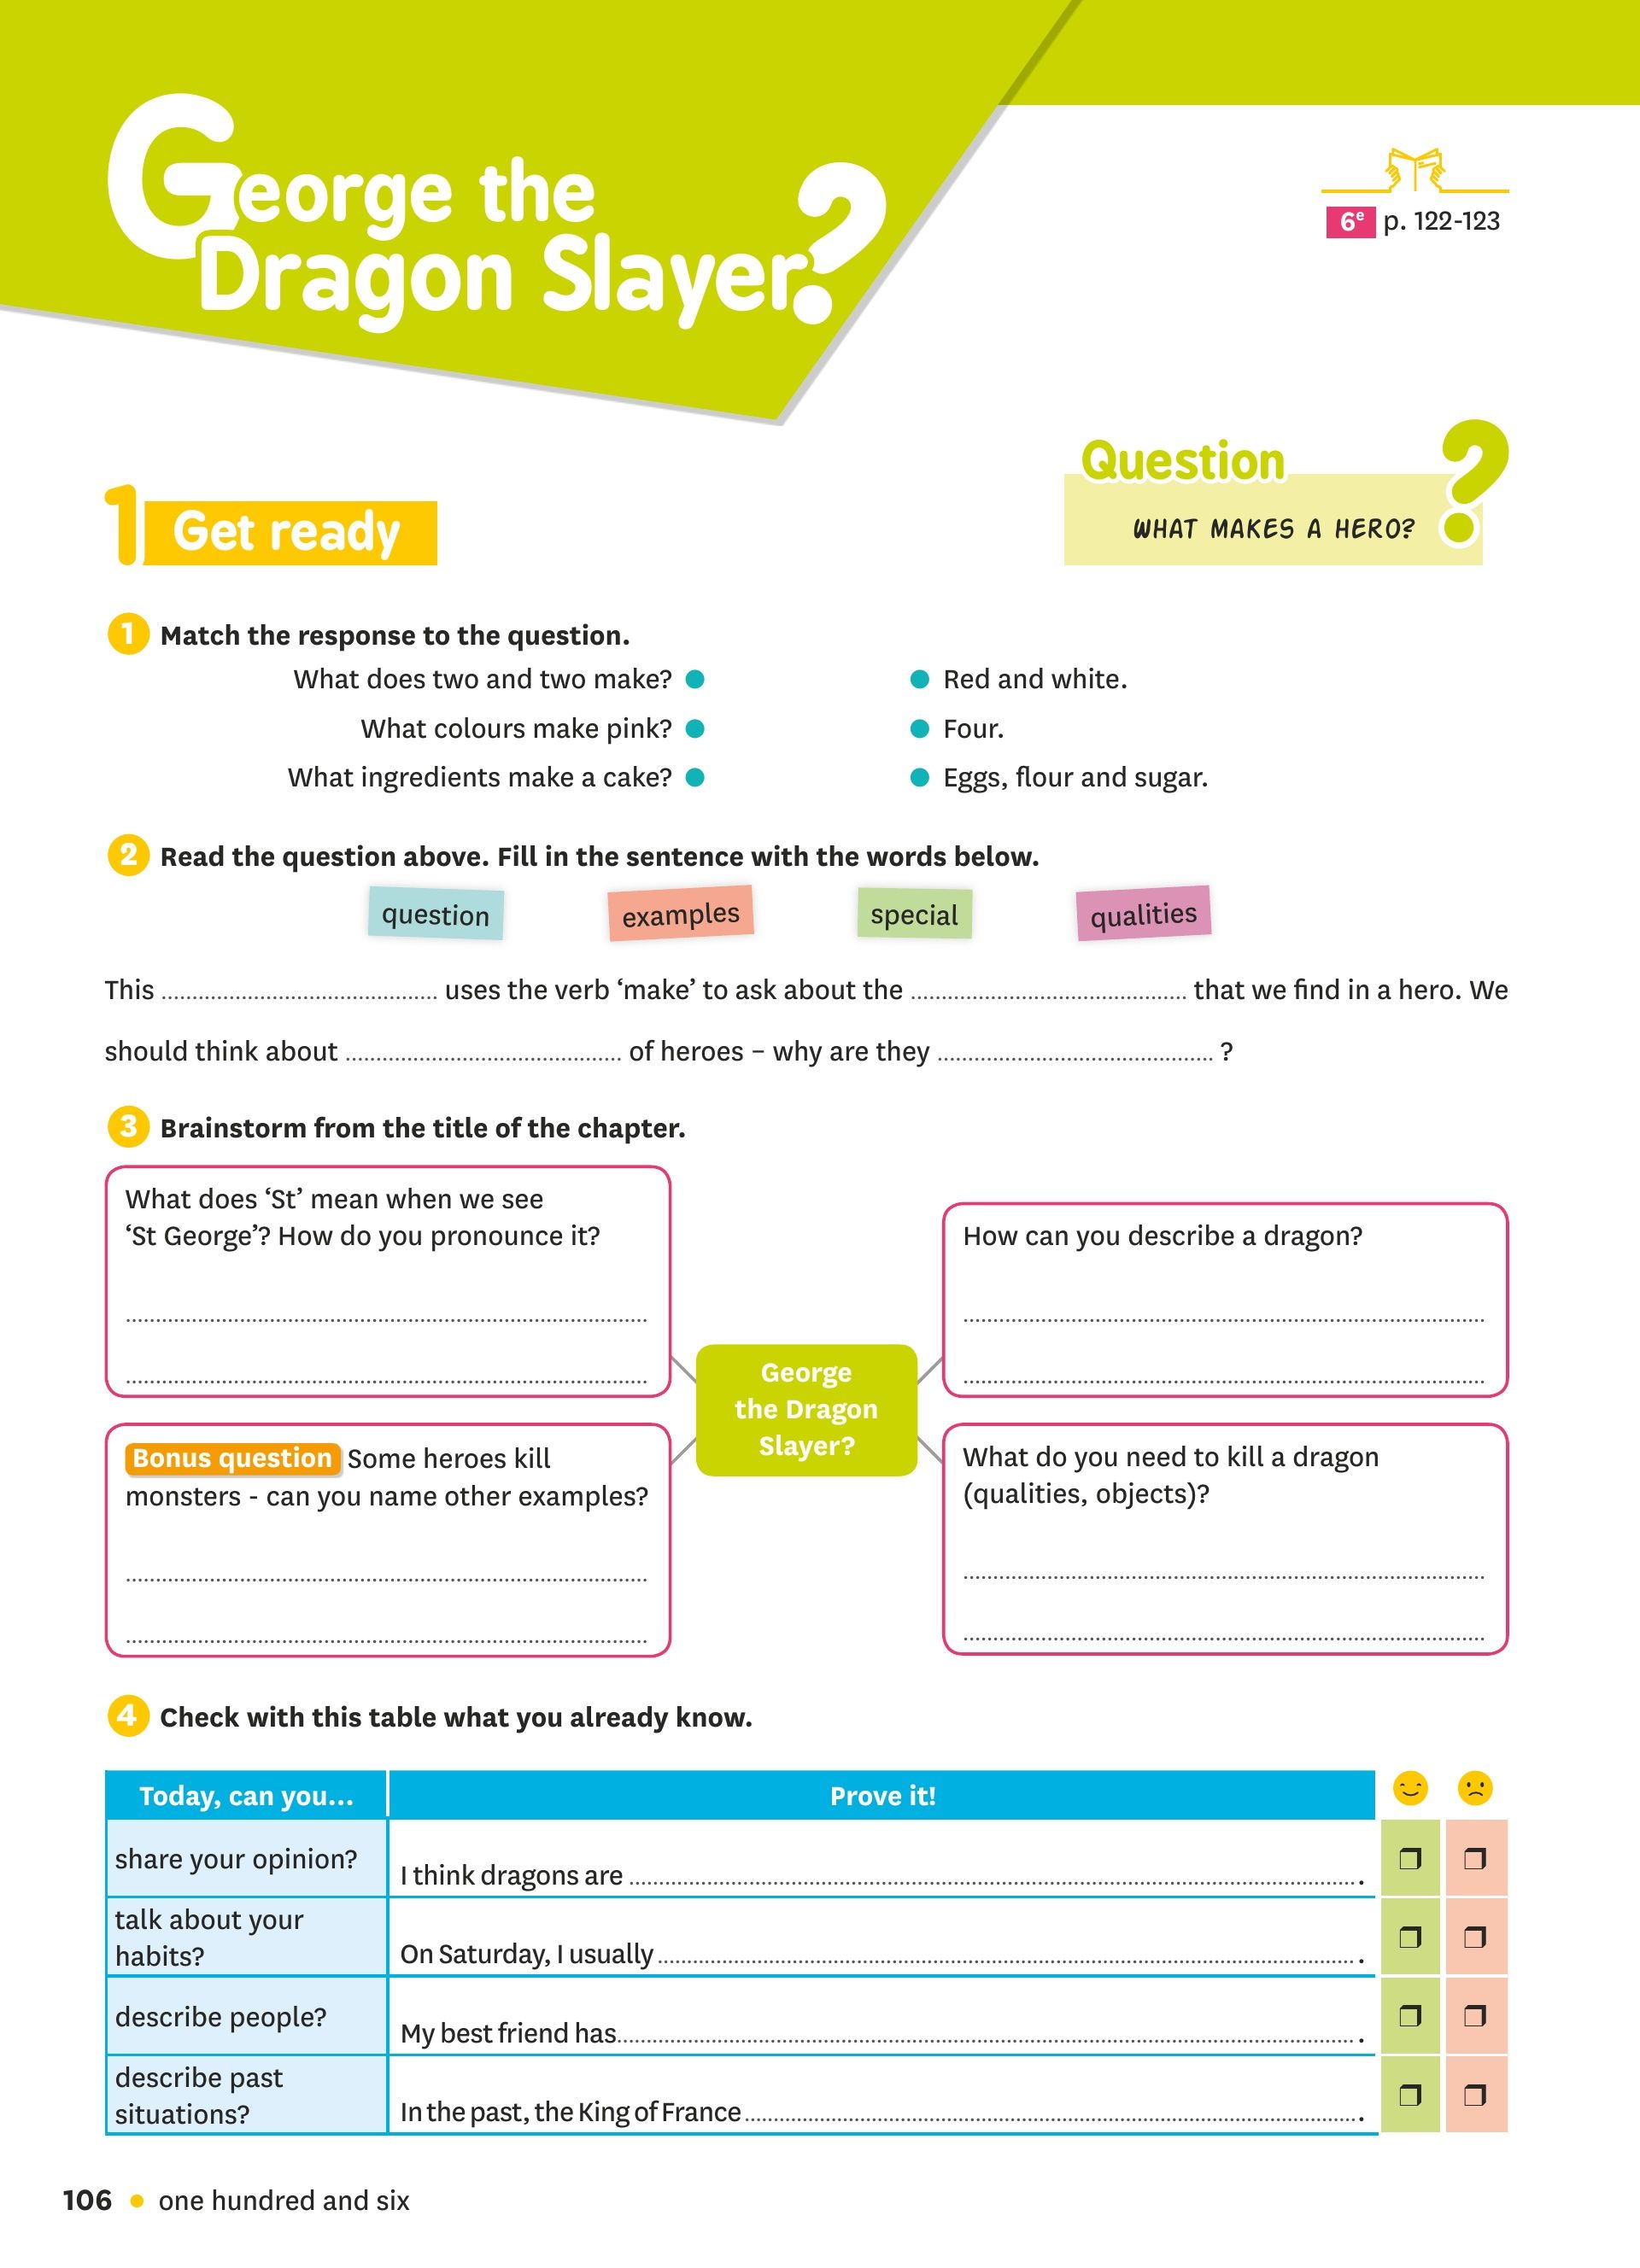 George the
Dragon Slayer?
6e p. 122-123
Question ?
WHAT MAKES A HERO?
1 Get ready
1 Match the response to the question.
What does two and two make? ● ● Red and white.
What colours make pink? ● ● Four.
What ingredients make a cake? ● ● Eggs, flour and sugar.
2 Read the question above. Fill in the sentence with the words below.
question examples special qualities
This ........................................ uses the verb ‘make’ to ask about the ........................................ that we find in a hero. We
should think about ........................................ of heroes – why are they ........................................ ?
3 Brainstorm from the title of the chapter.
What does ‘St’ mean when we see
‘St George’? How do you pronounce it?
How can you describe a dragon?
George
the Dragon
Slayer?
Bonus question Some heroes kill
monsters - can you name other examples?
What do you need to kill a dragon
(qualities, objects)?
4 Check with this table what you already know.
Today, can you... Prove it!
share your opinion? I think dragons are ........................................ . ❐ ❐
talk about your
habits?
On Saturday, I usually ........................................ . ❐ ❐
describe people? My best friend has ........................................ . ❐ ❐
describe past
situations?
In the past, the King of France ........................................ . ❐ ❐
106 ● one hundred and six